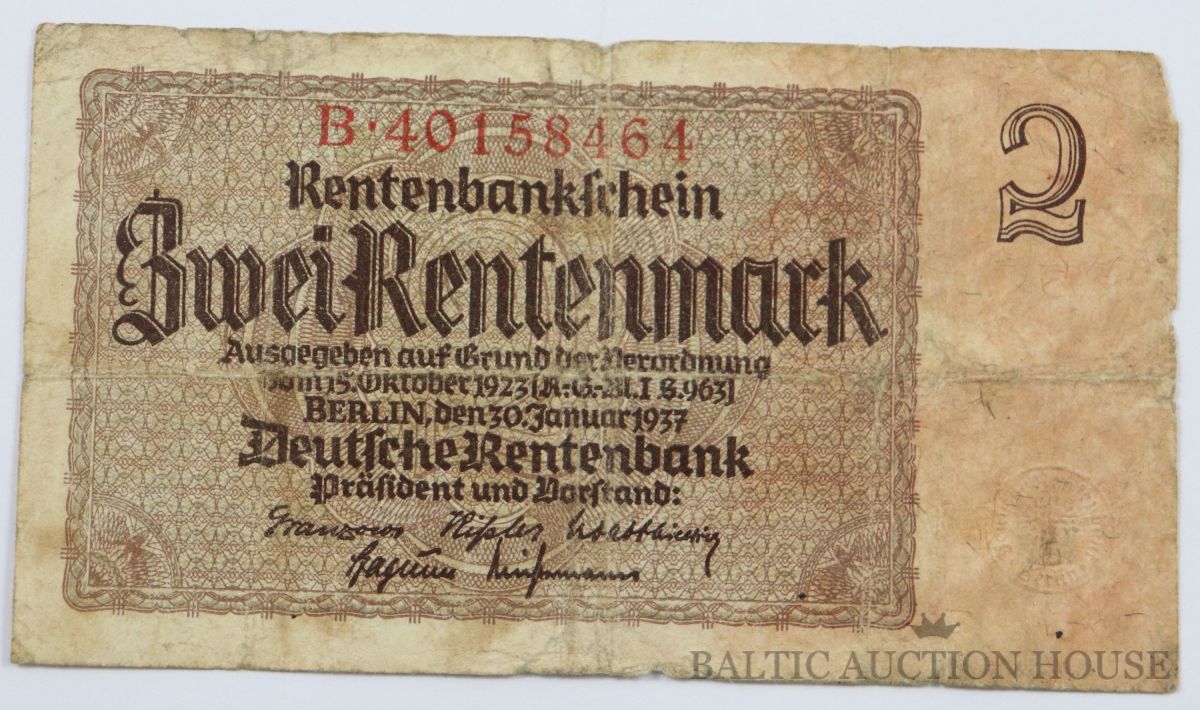 B·40158464
2
Rentenbankschein
Zwei Rentenmark
Ausgegeben auf Grund der Verordnung
vom 15. Oktober 1923 (R.-G.-Bl. I S. 963)
BERLIN, den 30. Januar 1937
Deutsche Rentenbank
Präsident und Vorstand:
BALTIC AUCTION HOUSE